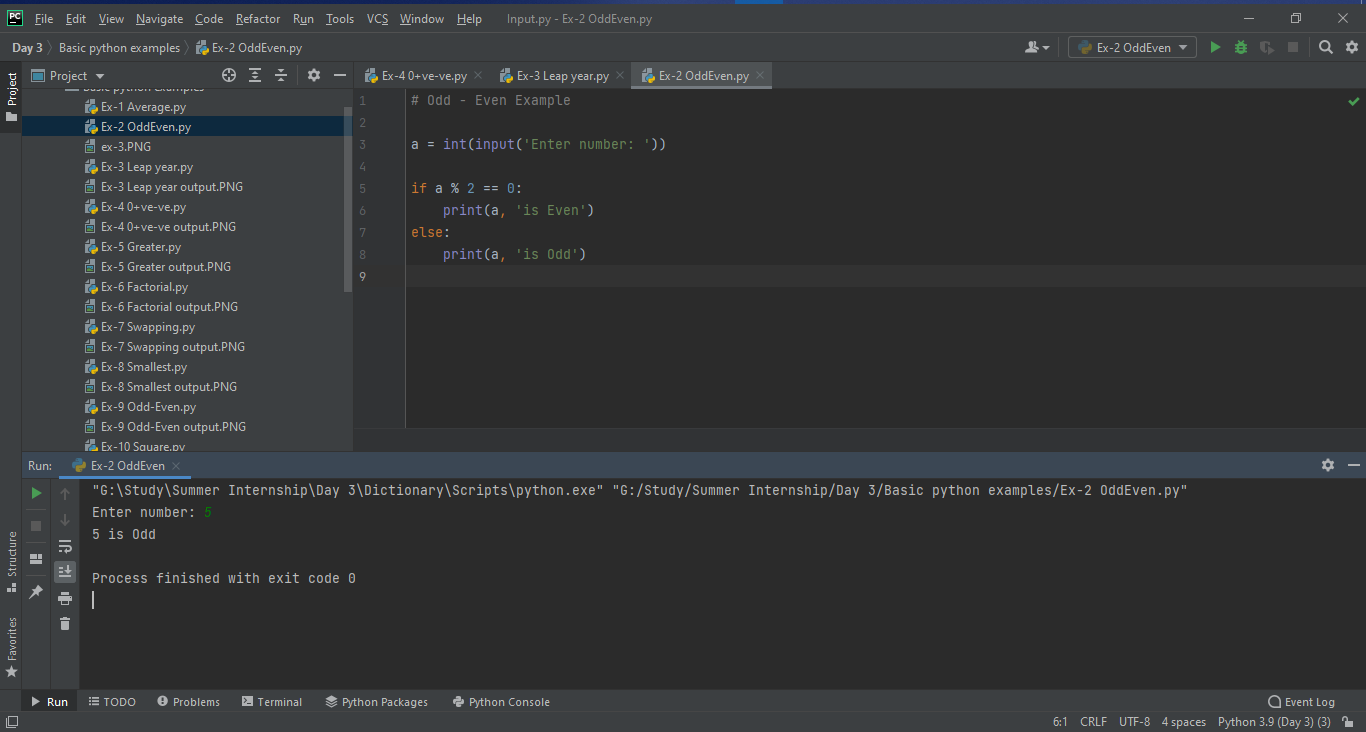 PC File Edit View Navigate Code Refactor Run Tools VCS Window Help Input.py - Ex-2 OddEven.py
Day 3 Basic python examples Ex-2 OddEven.py Ex-2 OddEven
Project
Project
Ex-4 0+ve-ve.py Ex-3 Leap year.py Ex-2 OddEven.py
Basic python examples
Ex-1 Average.py
Ex-2 OddEven.py
ex-3.PNG
Ex-3 Leap year.py
Ex-3 Leap year output.PNG
Ex-4 0+ve-ve.py
Ex-4 0+ve-ve output.PNG
Ex-5 Greater.py
Ex-5 Greater output.PNG
Ex-6 Factorial.py
Ex-6 Factorial output.PNG
Ex-7 Swapping.py
Ex-7 Swapping output.PNG
Ex-8 Smallest.py
Ex-8 Smallest output.PNG
Ex-9 Odd-Even.py
Ex-9 Odd-Even output.PNG
Ex-10 Square.py
1 # Odd - Even Example
2
3 a = int(input('Enter number: '))
4
5 if a % 2 == 0:
6     print(a, 'is Even')
7 else:
8     print(a, 'is Odd')
9
Run: Ex-2 OddEven
"G:\Study\Summer Internship\Day 3\Dictionary\Scripts\python.exe" "G:/Study/Summer Internship/Day 3/Basic python examples/Ex-2 OddEven.py"
Enter number: 5
5 is Odd
Process finished with exit code 0
Structure
Favorites
Run TODO Problems Terminal Python Packages Python Console Event Log
6:1 CRLF UTF-8 4 spaces Python 3.9 (Day 3) (3)